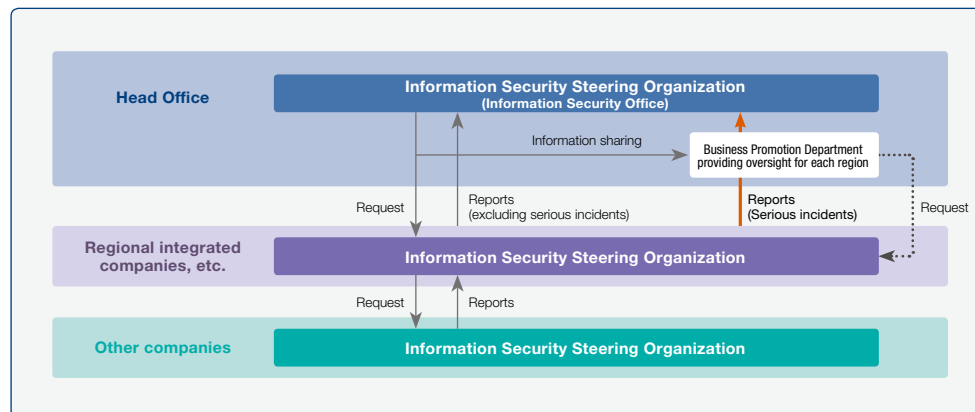 Information Security Steering Organization
(Information Security Office)
Head Office
Information sharing
Business Promotion Department
providing oversight for each region
Request
Reports
(excluding serious incidents)
Reports
(Serious incidents)
Request
Regional integrated
companies, etc.
Information Security Steering Organization
Request
Reports
Other companies
Information Security Steering Organization